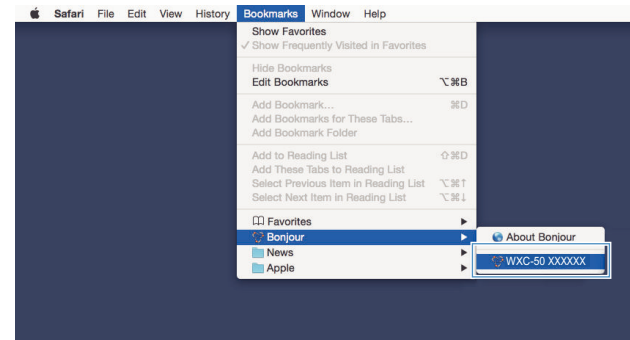 Safari File Edit View History Bookmarks Window Help
Show Favorites
✓ Show Frequently Visited in Favorites
Hide Bookmarks
Edit Bookmarks ⌥⌘B
Add Bookmark... ⌘D
Add Bookmarks for These Tabs...
Add Bookmark Folder
Add to Reading List ⇧⌘D
Add These Tabs to Reading List
Select Previous Item in Reading List ⌥⌘↑
Select Next Item in Reading List ⌥⌘↓
Favorites ▶
Bonjour ▶
About Bonjour
News ▶
WXC-50 XXXXXX
Apple ▶